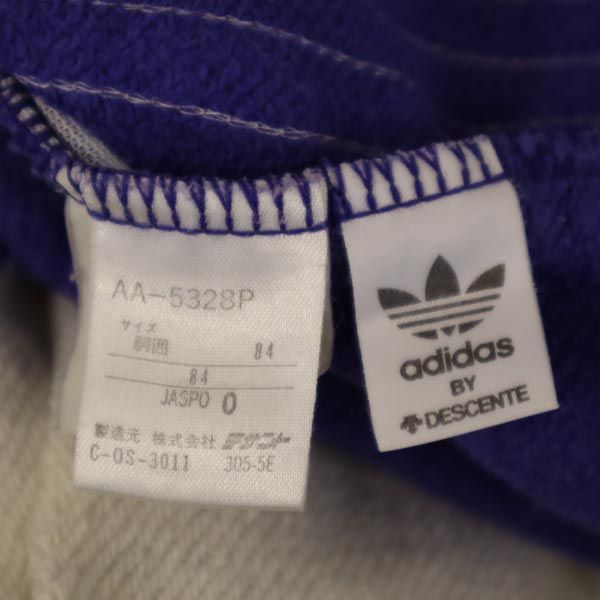 AA-5328P
サイズ
胴囲 84
84
JASPO O
製造元 株式会社 デサント
C-OS-3011 305-5E
adidas
BY
DESCENTE